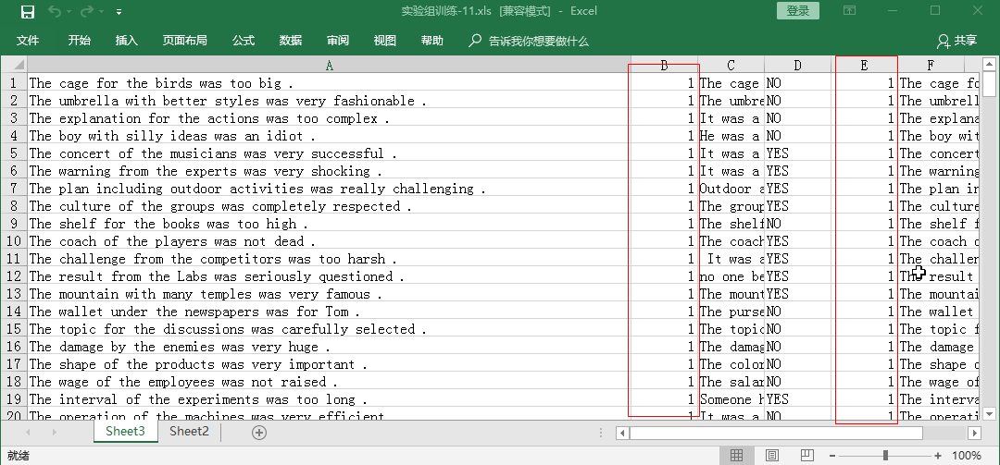 实验组训练-11.xls [兼容模式] - Excel 登录
文件 开始 插入 页面布局 公式 数据 审阅 视图 帮助 告诉我你想要做什么 共享
A B C D E F
1 The cage for the birds was too big . 1 The cage NO 1 The cage fo
2 The umbrella with better styles was very fashionable . 1 The umbre NO 1 The umbrell
3 The explanation for the actions was too complex . 1 It was a NO 1 The explana
4 The boy with silly ideas was an idiot . 1 He was a NO 1 The boy wit
5 The concert of the musicians was very successful . 1 It was a YES 1 The concert
6 The warning from the experts was very shocking . 1 It was a YES 1 The warning
7 The plan including outdoor activities was really challenging . 1 Outdoor a YES 1 The plan in
8 The culture of the groups was completely respected . 1 The group YES 1 The culture
9 The shelf for the books was too high . 1 The shelf NO 1 The shelf f
10 The coach of the players was not dead . 1 The coach YES 1 The coach o
11 The challenge from the competitors was too harsh . 1 It was a YES 1 The challen
12 The result from the Labs was seriously questioned . 1 no one be YES 1 The result
13 The mountain with many temples was very famous . 1 The mount YES 1 The mountai
14 The wallet under the newspapers was for Tom . 1 The purse NO 1 The wallet
15 The topic for the discussions was carefully selected . 1 The topic NO 1 The topic f
16 The damage by the enemies was very huge . 1 The damag NO 1 The damage
17 The shape of the products was very important . 1 The color NO 1 The shape o
18 The wage of the employees was not raised . 1 The salar NO 1 The wage of
19 The interval of the experiments was too long . 1 Someone h YES 1 The interva
20 The operation of the machines was very efficient 1 It was a NO 1 The operati
Sheet3 Sheet2
就绪 100%